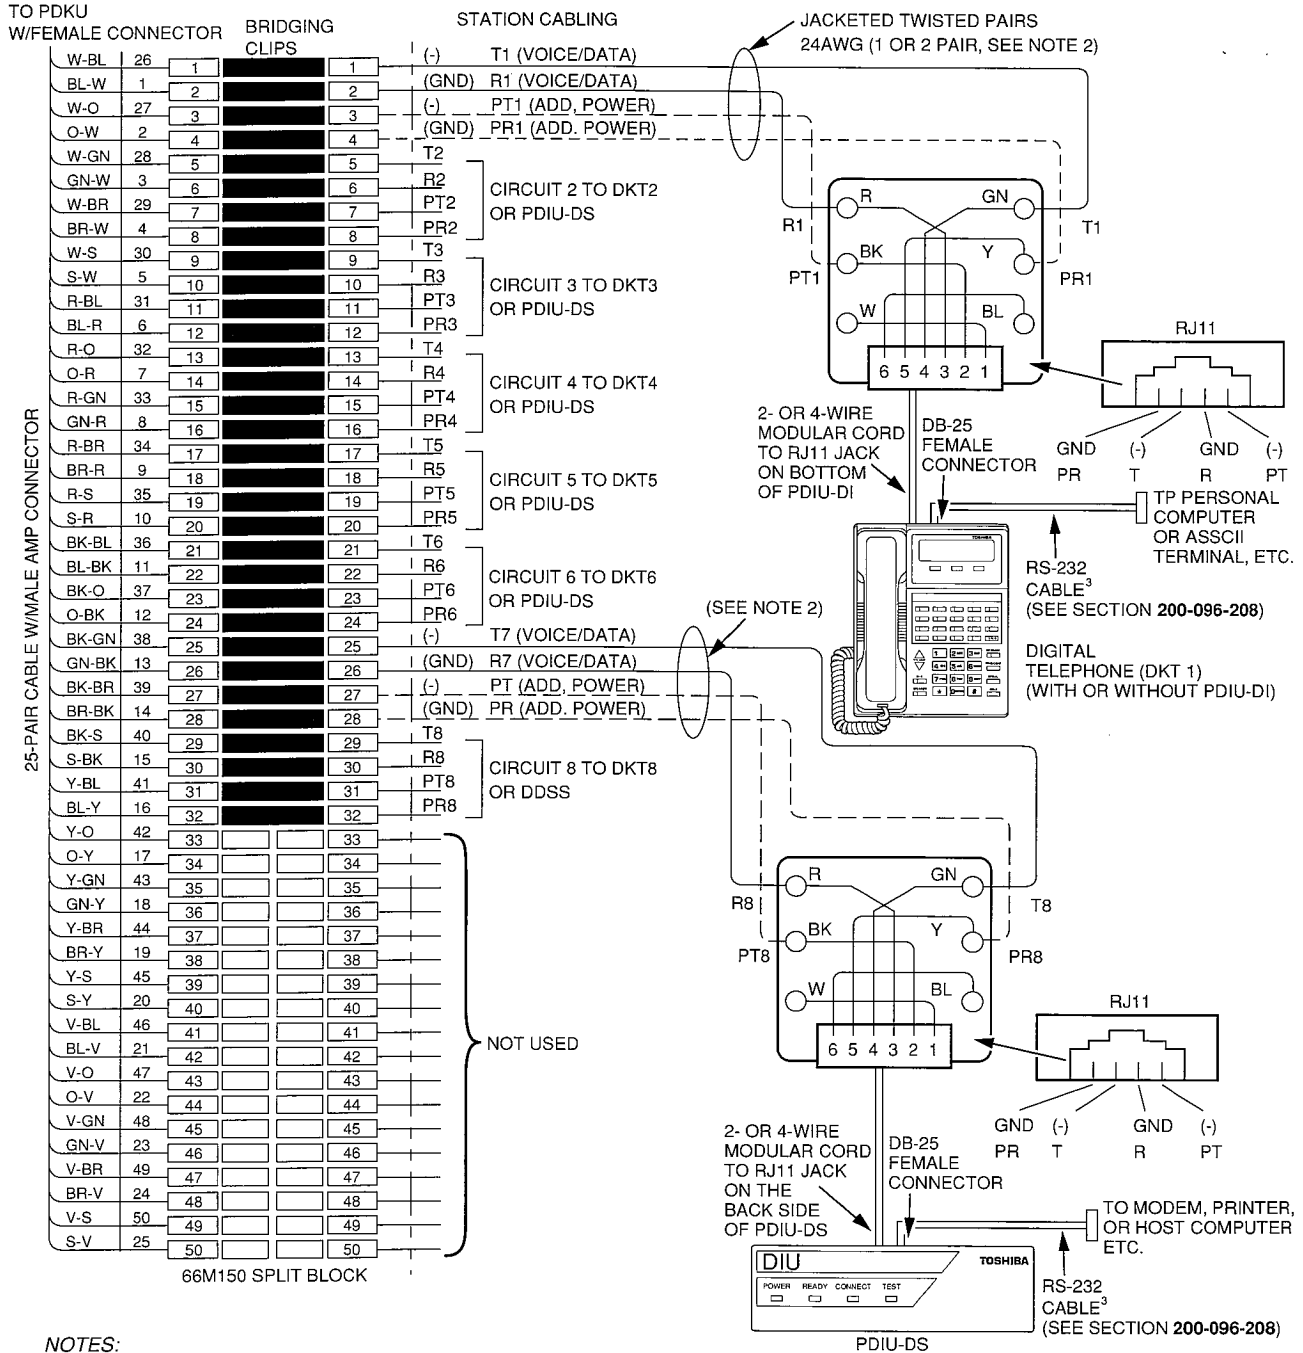 TO PDKU
W/FEMALE CONNECTOR
BRIDGING
CLIPS
STATION CABLING
JACKETED TWISTED PAIRS
24AWG (1 OR 2 PAIR, SEE NOTE 2)
25-PAIR CABLE W/MALE AMP CONNECTOR
W-BL 26 1 1 (-) T1 (VOICE/DATA)
BL-W 1 2 2 (GND) R1 (VOICE/DATA)
W-O 27 3 3 (-) PT1 (ADD, POWER)
O-W 2 4 4 (GND) PR1 (ADD. POWER)
W-GN 28 5 5 T2
GN-W 3 6 6 R2
W-BR 29 7 7 PT2
BR-W 4 8 8 PR2
CIRCUIT 2 TO DKT2
OR PDIU-DS
W-S 30 9 9 T3
S-W 5 10 10 R3
R-BL 31 11 11 PT3
BL-R 6 12 12 PR3
CIRCUIT 3 TO DKT3
OR PDIU-DS
R-O 32 13 13 T4
O-R 7 14 14 R4
R-GN 33 15 15 PT4
GN-R 8 16 16 PR4
CIRCUIT 4 TO DKT4
OR PDIU-DS
R-BR 34 17 17 T5
BR-R 9 18 18 R5
R-S 35 19 19 PT5
S-R 10 20 20 PR5
CIRCUIT 5 TO DKT5
OR PDIU-DS
BK-BL 36 21 21 T6
BL-BK 11 22 22 R6
BK-O 37 23 23 PT6
O-BK 12 24 24 PR6
CIRCUIT 6 TO DKT6
OR PDIU-DS
BK-GN 38 25 25 (-) T7 (VOICE/DATA)
GN-BK 13 26 26 (GND) R7 (VOICE/DATA)
BK-BR 39 27 27 (-) PT (ADD, POWER)
BR-BK 14 28 28 (GND) PR (ADD. POWER)
(SEE NOTE 2)
BK-S 40 29 29 T8
S-BK 15 30 30 R8
Y-BL 41 31 31 PT8
BL-Y 16 32 32 PR8
CIRCUIT 8 TO DKT8
OR DDSS
Y-O 42 33 33
O-Y 17 34 34
Y-GN 43 35 35
GN-Y 18 36 36
Y-BR 44 37 37
BR-Y 19 38 38
Y-S 45 39 39
S-Y 20 40 40
V-BL 46 41 41
BL-V 21 42 42
V-O 47 43 43
O-V 22 44 44
V-GN 48 45 45
GN-V 23 46 46
V-BR 49 47 47
BR-V 24 48 48
V-S 50 49 49
S-V 25 50 50
NOT USED
66M150 SPLIT BLOCK
R GN
R1 T1
BK Y
PT1 PR1
W BL
6 5 4 3 2 1
RJ11
GND (-) GND (-)
PR T R PT
2- OR 4-WIRE
MODULAR CORD
TO RJ11 JACK
ON BOTTOM
OF PDIU-DI
DB-25
FEMALE
CONNECTOR
TP PERSONAL
COMPUTER
OR ASSCII
TERMINAL, ETC.
RS-232
CABLE³
(SEE SECTION 200-096-208)
TOSHIBA
DIGITAL
TELEPHONE (DKT 1)
(WITH OR WITHOUT PDIU-DI)
R GN
R8 T8
BK Y
PT8 PR8
W BL
6 5 4 3 2 1
RJ11
GND (-) GND (-)
PR T R PT
2- OR 4-WIRE
MODULAR CORD
TO RJ11 JACK
ON THE
BACK SIDE
OF PDIU-DS
DB-25
FEMALE
CONNECTOR
TO MODEM, PRINTER,
OR HOST COMPUTER
ETC.
RS-232
CABLE³
(SEE SECTION 200-096-208)
DIU TOSHIBA
POWER READY CONNECT TEST
PDIU-DS
NOTES: